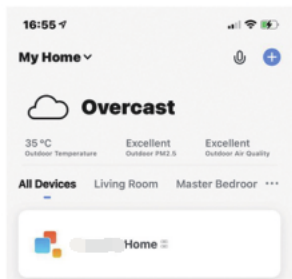 16:55
My Home
Overcast
35 °C Excellent Excellent
Outdoor Temperature Outdoor PM2.5 Outdoor Air Quality
All Devices Living Room Master Bedroor
Home